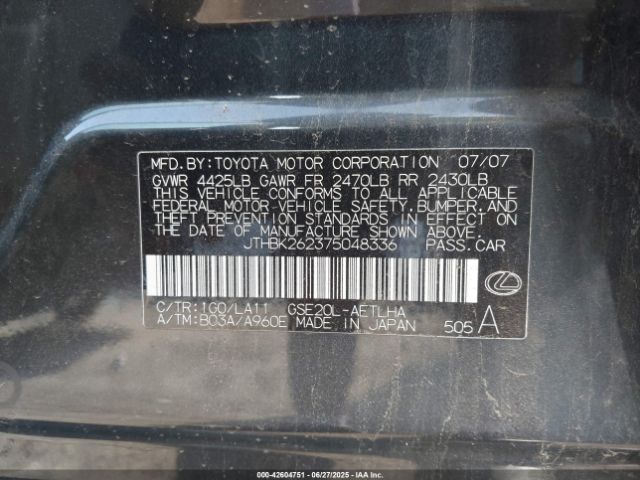 MFD.BY:TOYOTA MOTOR CORPORATION 07/07
GVWR 4425LB GAWR FR 2470LB RR 2430LB
THIS VEHICLE CONFORMS TO ALL APPLICABLE
FEDERAL MOTOR VEHICLE SAFETY,BUMPER, AND
THEFT PREVENTION STANDARDS IN EFFECT ON
THE DATE OF MANUFACTURE SHOWN ABOVE.
JTHBK262375048336 PASS.CAR
C/TR:1G0/LA11 GSE20L-AETLHA
A/TM:B03A/A960E MADE IN JAPAN 505 A
000-42604751 | 06/27/2025 - IAAI.COM